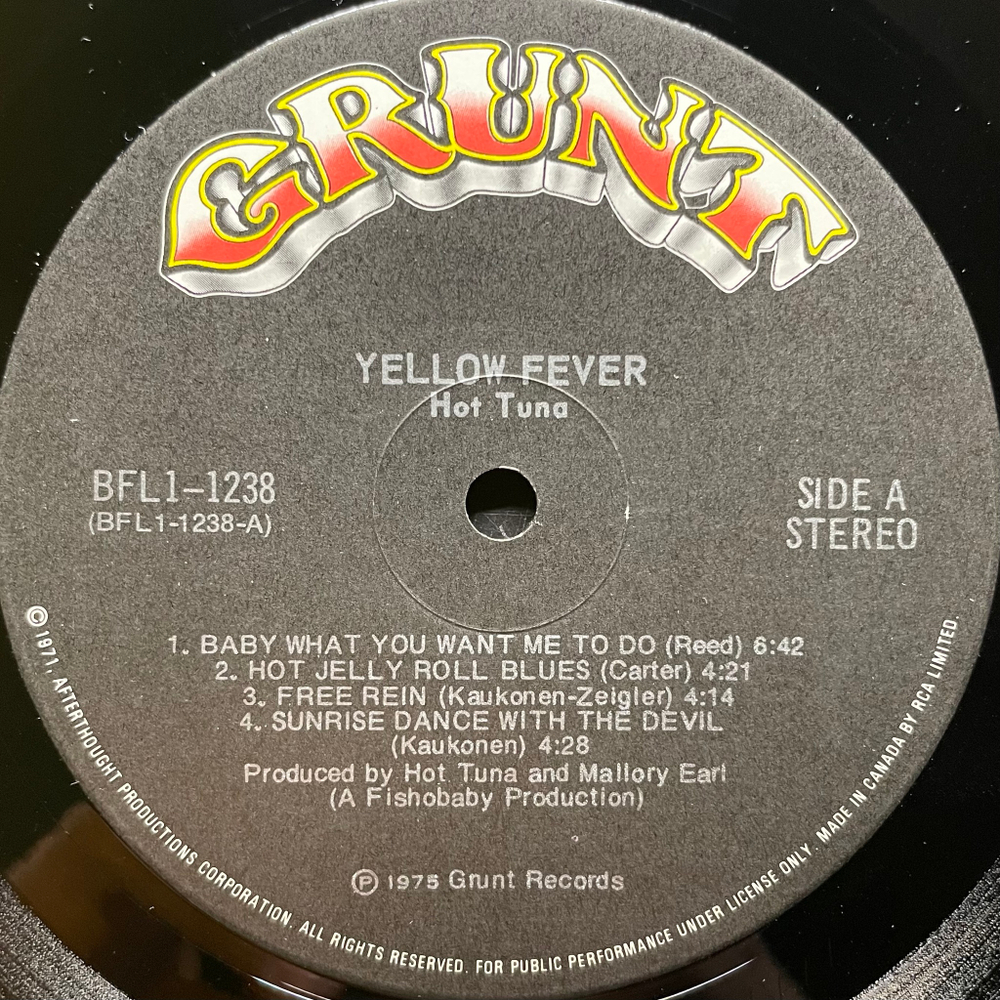 GRUNT
YELLOW FEVER
Hot Tuna
BFL1-1238
(BFL1-1238-A)
SIDE A
STEREO
1. BABY WHAT YOU WANT ME TO DO (Reed) 6:42
2. HOT JELLY ROLL BLUES (Carter) 4:21
3. FREE REIN (Kaukonen-Zeigler) 4:14
4. SUNRISE DANCE WITH THE DEVIL
(Kaukonen) 4:28
Produced by Hot Tuna and Mallory Earl
(A Fishobaby Production)
℗ 1975 Grunt Records
© 1971, AFTERTHOUGHT PRODUCTIONS CORPORATION. ALL RIGHTS RESERVED. FOR PUBLIC PERFORMANCE UNDER LICENSE ONLY. MADE IN CANADA BY RCA LIMITED.